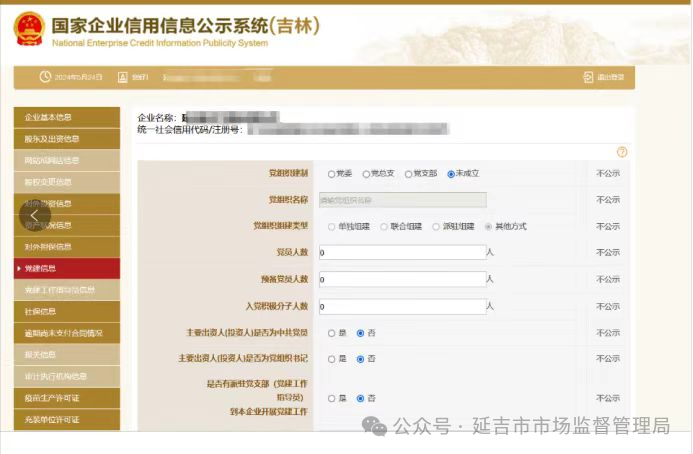 国家企业信用信息公示系统(吉林)
National Enterprise Credit Information Publicity System
2024年5月24日 您好! 退出登录
企业基本信息
股东及出资信息
网站或网店信息
股权变更信息
对外投资信息
资产状况信息
对外担保信息
党建信息
党建工作指导员信息
社保信息
逾期尚未支付合同情况
报关信息
审计执行机构信息
疫苗生产许可证
充装单位许可证
企业名称:
统一社会信用代码/注册号:
党组织建制 党委 党总支 党支部 未成立 不公示
党组织名称 请输党组织名称 不公示
党组织组建类型 单独组建 联合组建 派驻组建 其他方式 不公示
党员人数 0 人 不公示
预备党员人数 0 人 不公示
入党积极分子人数 0 人 不公示
主要出资人(投资人)是否为中共党员 是 否 不公示
主要出资人(投资人)是否为党组织书记 是 否 不公示
是否有派驻党支部(党建工作
指导员) 是 否 不公示
到本企业开展党建工作
公众号 · 延吉市市场监督管理局